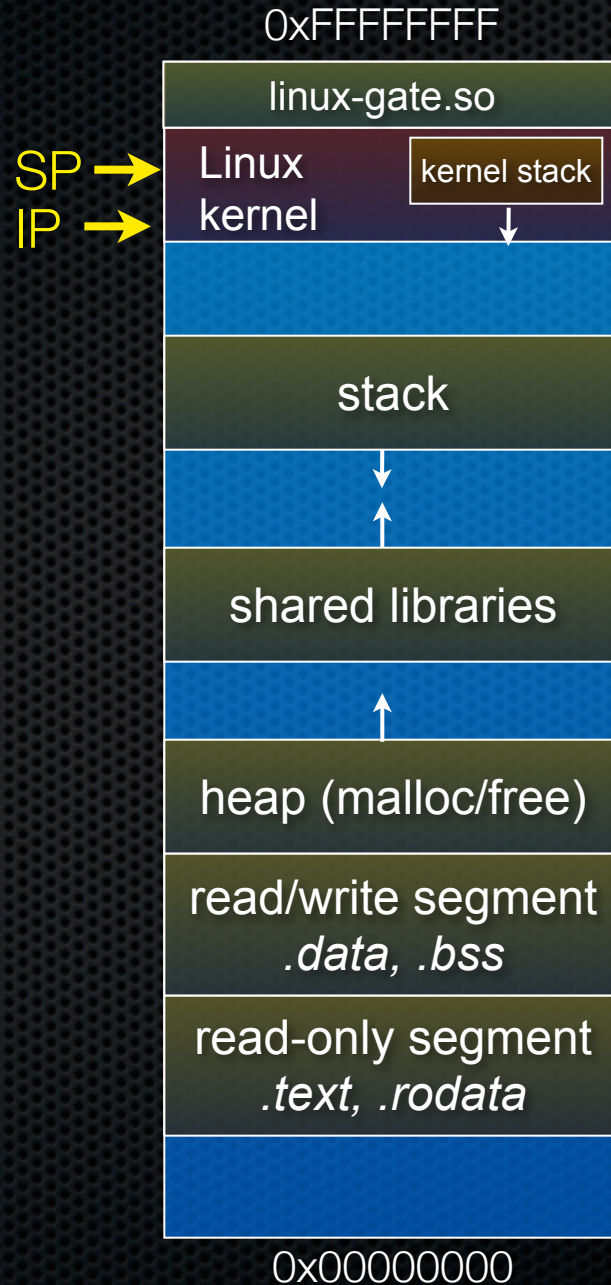 0xFFFFFFFF
linux-gate.so
SP
IP
Linux
kernel
kernel stack
stack
shared libraries
heap (malloc/free)
read/write segment
.data, .bss
read-only segment
.text, .rodata
0x00000000